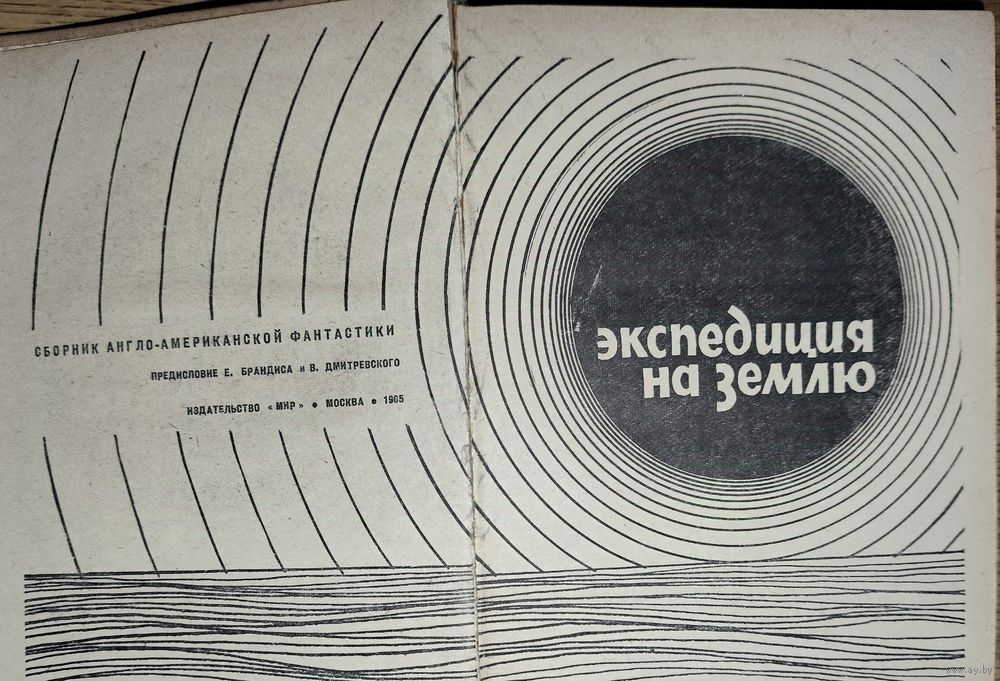 СБОРНИК АНГЛО-АМЕРИКАНСКОЙ ФАНТАСТИКИ
ПРЕДИСЛОВИЕ Е. БРАНДИСА и В. ДМИТРЕВСКОГО
ИЗДАТЕЛЬСТВО «МИР» • МОСКВА • 1965
экспедиция
на землю
www.ay.by